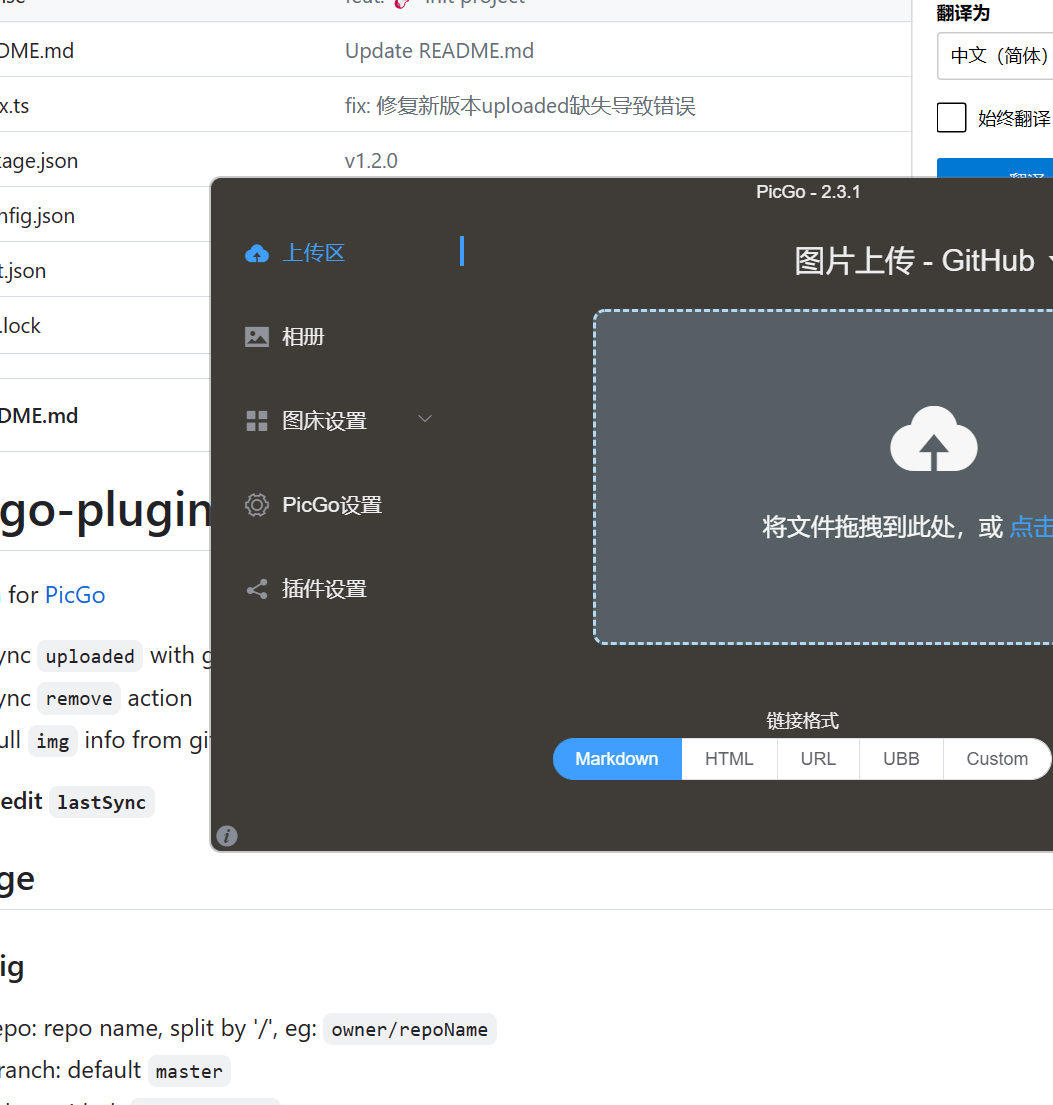 init project
翻译为
DME.md
Update README.md
中文（简体）
x.ts
fix: 修复新版本uploaded缺失导致错误
始终翻译
age.json
v1.2.0
翻译
nfig.json
t.json
.lock
DME.md
go-plugin
for PicGo
ync uploaded with g
ync remove action
ull img info from git
edit lastSync
ge
ig
epo: repo name, split by '/', eg: owner/repoName
ranch: default master
PicGo - 2.3.1
上传区
图片上传 - GitHub
相册
图床设置
PicGo设置
将文件拖拽到此处，或 点击
插件设置
链接格式
Markdown
HTML
URL
UBB
Custom